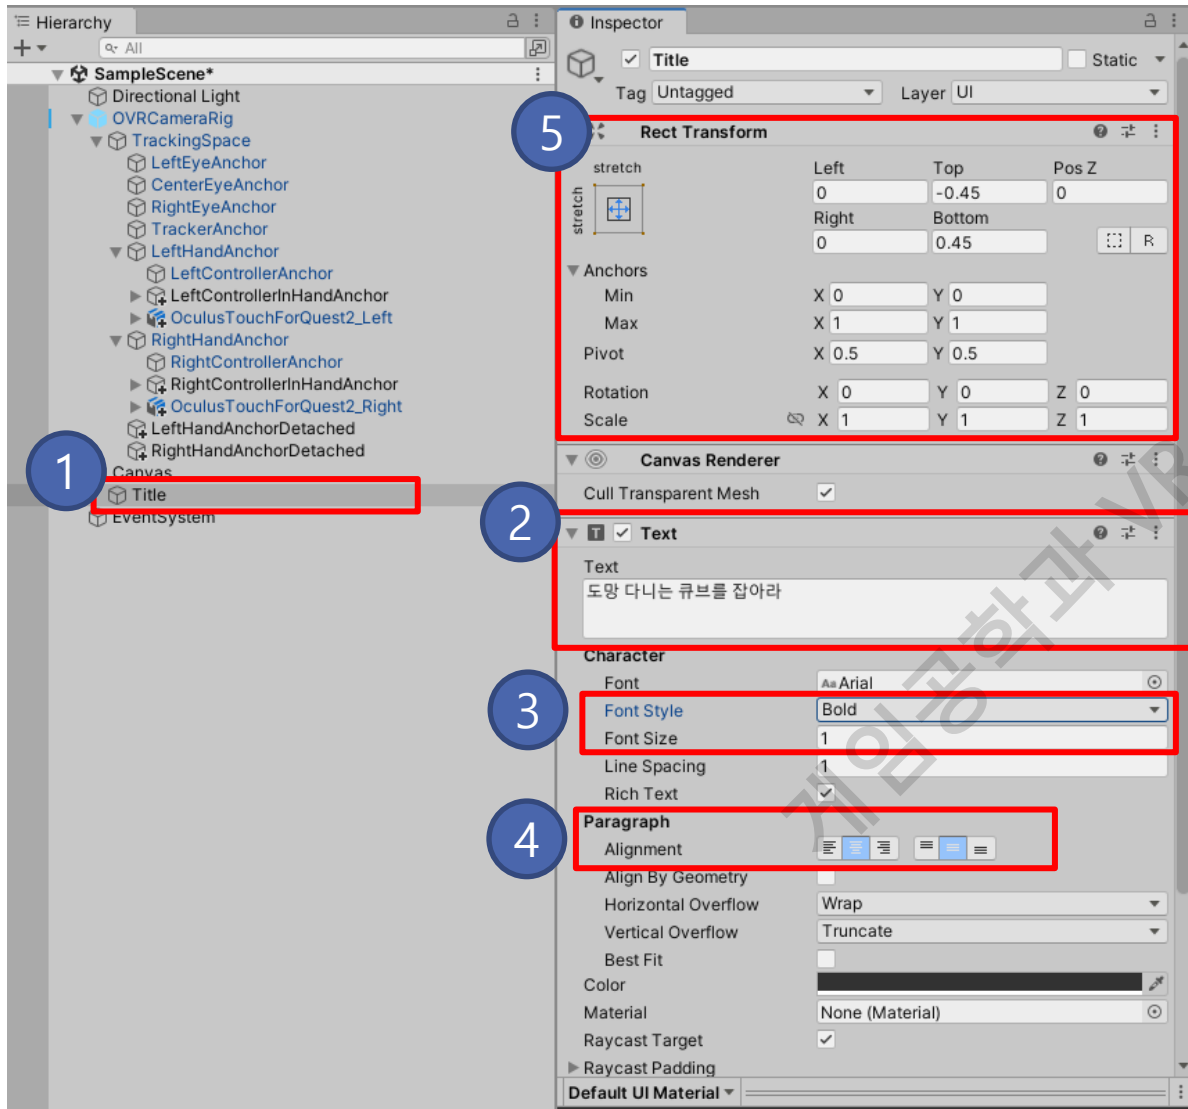 Hierarchy
All
SampleScene*
Directional Light
OVRCameraRig
TrackingSpace
LeftEyeAnchor
CenterEyeAnchor
RightEyeAnchor
TrackerAnchor
LeftHandAnchor
LeftControllerAnchor
LeftControllerInHandAnchor
OculusTouchForQuest2_Left
RightHandAnchor
RightControllerAnchor
RightControllerInHandAnchor
OculusTouchForQuest2_Right
LeftHandAnchorDetached
RightHandAnchorDetached
Canvas
1
Title
EventSystem
Inspector
Title Static
Tag Untagged Layer UI
5
Rect Transform
stretch Left Top Pos Z
stretch 0 -0.45 0
Right Bottom
0 0.45 R
Anchors
Min X 0 Y 0
Max X 1 Y 1
Pivot X 0.5 Y 0.5
Rotation X 0 Y 0 Z 0
Scale X 1 Y 1 Z 1
Canvas Renderer
Cull Transparent Mesh
2
T Text
Text
도망 다니는 큐브를 잡아라
Character
Font Aa Arial
3
Font Style Bold
Font Size 1
Line Spacing 1
Rich Text
Paragraph
4
Alignment
Align By Geometry
Horizontal Overflow Wrap
Vertical Overflow Truncate
Best Fit
Color
Material None (Material)
Raycast Target
Raycast Padding
Default UI Material
게임공학과 VR